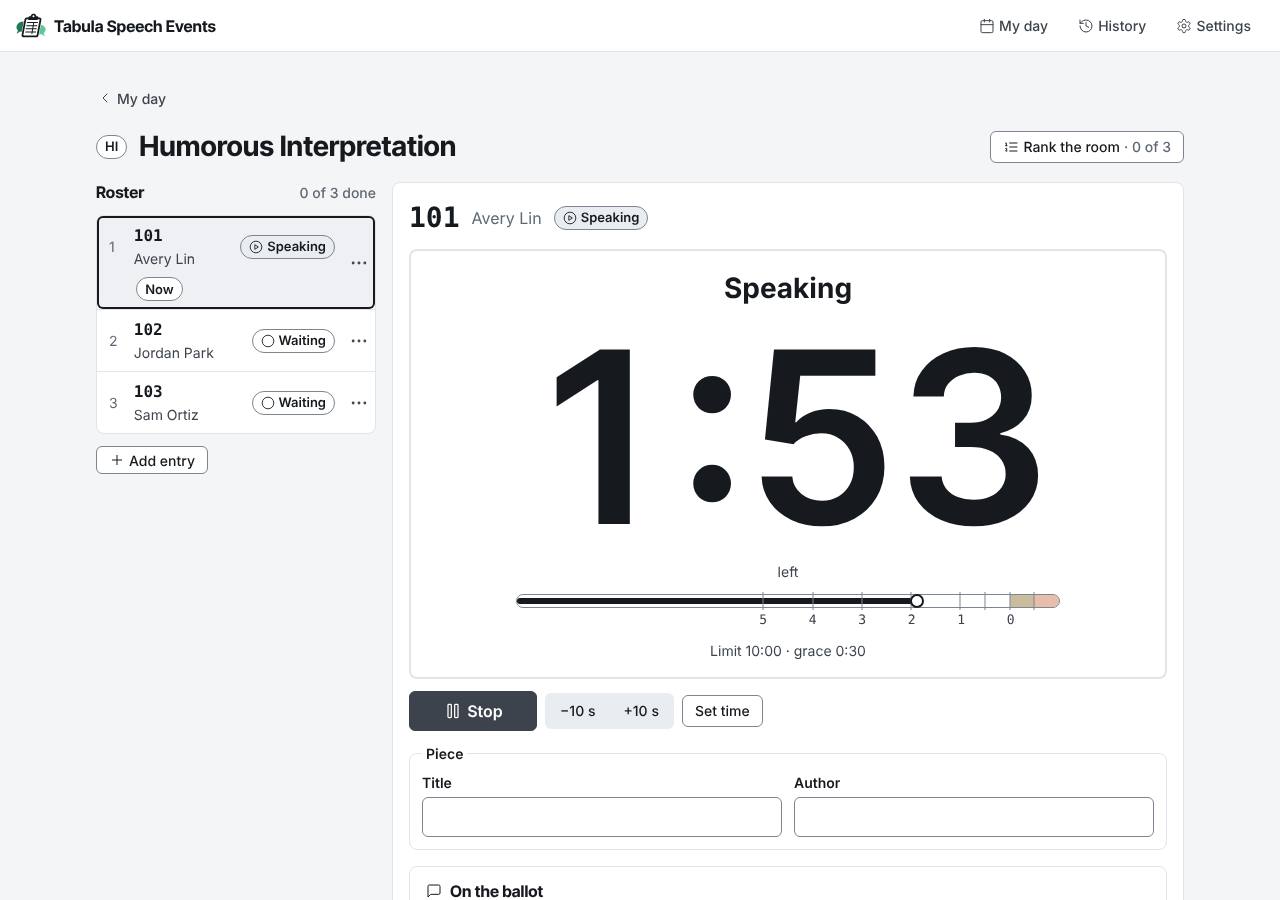 Tabula Speech Events
My day
History
Settings
My day
HI
Humorous Interpretation
Rank the room · 0 of 3
Roster
0 of 3 done
1
101
Avery Lin
Speaking
Now
2
102
Jordan Park
Waiting
3
103
Sam Ortiz
Waiting
Add entry
101 Avery Lin Speaking
Speaking
1:53
left
5 4 3 2 1 0
Limit 10:00 · grace 0:30
Stop
−10 s
+10 s
Set time
Piece
Title
Author
On the ballot